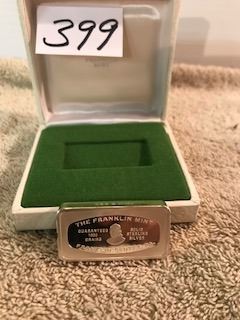 399
THE FRANKLIN MINT
GUARANTEED
1000
GRAINS
SOLID
STERLING
SILVER